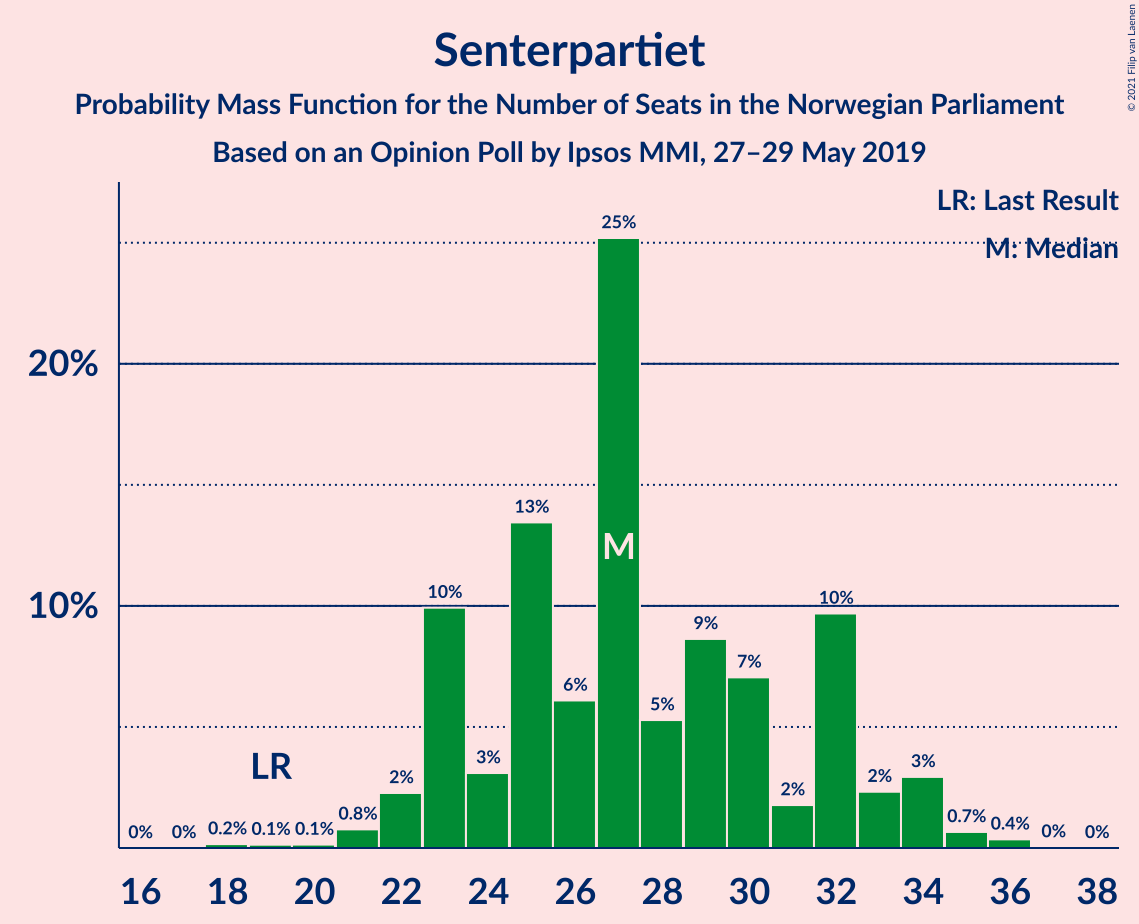 Senterpartiet
Probability Mass Function for the Number of Seats in the Norwegian Parliament
Based on an Opinion Poll by Ipsos MMI, 27–29 May 2019
© 2021 Filip van Laenen
LR: Last Result
M: Median
20%
10%
0%
0%
0.2%
0.1%
0.1%
0.8%
2%
10%
3%
13%
6%
25%
5%
9%
7%
2%
10%
2%
3%
0.7%
0.4%
0%
0%
LR
M
16 18 20 22 24 26 28 30 32 34 36 38